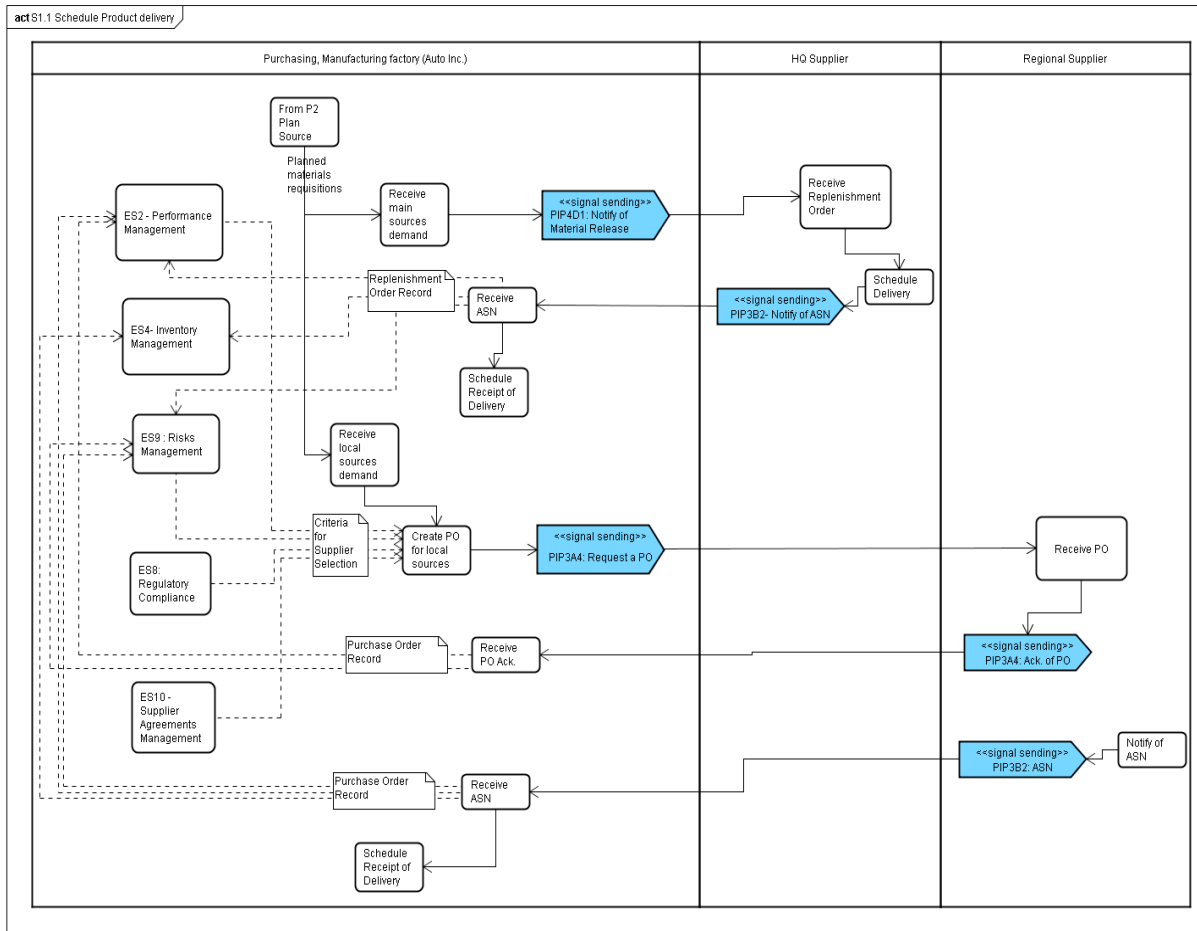 act S1.1 Schedule Product delivery
Purchasing, Manufacturing factory (Auto Inc.)
HQ Supplier
Regional Supplier
From P2
Plan
Source
Planned
materials
requisitions
ES2 - Performance
Management
Receive
main
sources
demand
<<signal sending>>
PIP4D1: Notify of
Material Release
Receive
Replenishment
Order
Replenishment
Order Record
Receive
ASN
<<signal sending>>
PIP3B2- Notify of ASN
Schedule
Delivery
ES4- Inventory
Management
Schedule
Receipt of
Delivery
ES9 : Risks
Management
Receive
local
sources
demand
Criteria
for
Supplier
Selection
Create PO
for local
sources
<<signal sending>>
PIP3A4: Request a PO
Receive PO
ES8:
Regulatory
Compliance
Purchase Order
Record
Receive
PO Ack.
<<signal sending>>
PIP3A4: Ack. of PO
ES10 -
Supplier
Agreements
Management
Purchase Order
Record
Receive
ASN
<<signal sending>>
PIP3B2: ASN
Notify of
ASN
Schedule
Receipt of
Delivery